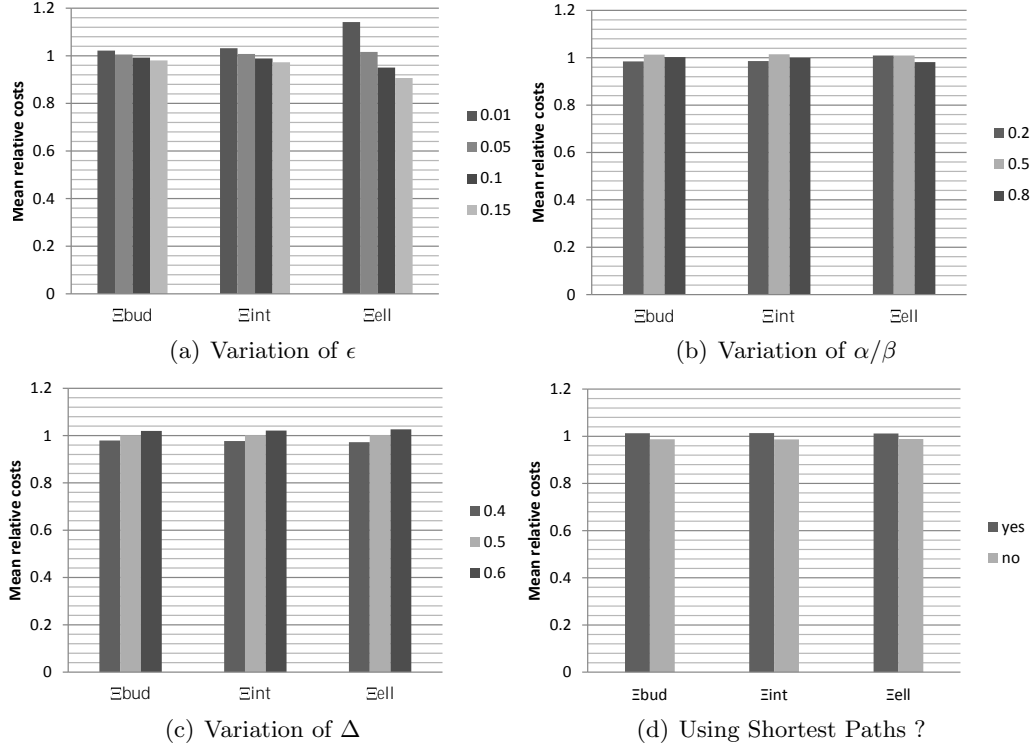 1.2
1
0.8
0.6
0.4
0.2
0
Mean relative costs
Ξbud Ξint Ξell
0.01
0.05
0.1
0.15
(a) Variation of ϵ
1.2
1
0.8
0.6
0.4
0.2
0
Mean relative costs
Ξbud Ξint Ξell
0.2
0.5
0.8
(b) Variation of α/β
1.2
1
0.8
0.6
0.4
0.2
0
Mean relative costs
Ξbud Ξint Ξell
0.4
0.5
0.6
(c) Variation of Δ
1.2
1
0.8
0.6
0.4
0.2
0
Mean relative costs
Ξbud Ξint Ξell
yes
no
(d) Using Shortest Paths ?